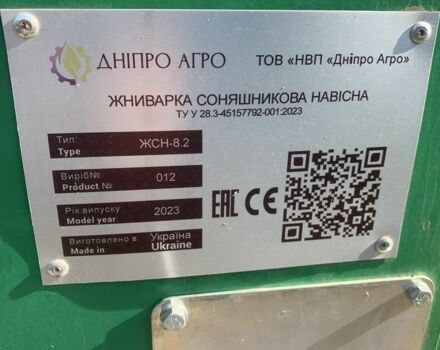 ДНІПРО АГРО
ТОВ «НВП «Дніпро Агро»
ЖНИВАРКА СОНЯШНИКОВА НАВІСНА
ТУ У 28.3-45157792-001:2023
Тип:
Type
ЖСН-8.2
Виріб№
Product №
012
Рік.випуску
Model year
2023
Виготовлено в:
Made in:
Україна
Ukraine
EAC CE